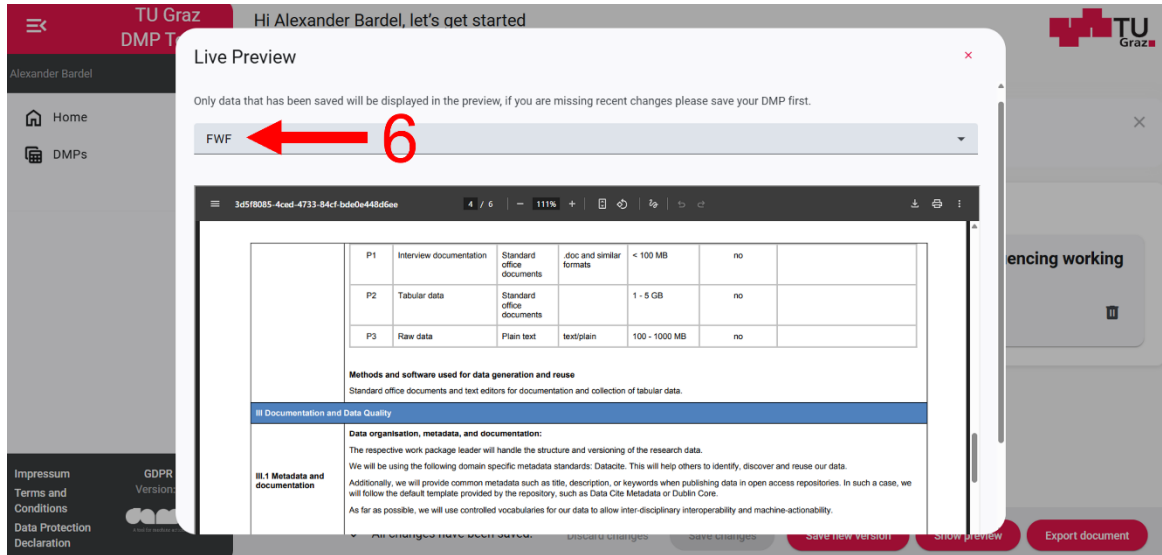 TU Graz
DMP T
Hi Alexander Bardel, let's get started
TU
Graz
Alexander Bardel
Home
DMPs
Live Preview
Only data that has been saved will be displayed in the preview, if you are missing recent changes please save your DMP first.
FWF
6
3d5f8085-4ced-4733-84cf-bde0e448d6ee
4 / 6
111%
P1 Interview documentation Standard office documents .doc and similar formats < 100 MB no
P2 Tabular data Standard office documents 1 - 5 GB no
P3 Raw data Plain text text/plain 100 - 1000 MB no
Methods and software used for data generation and reuse
Standard office documents and text editors for documentation and collection of tabular data.
III Documentation and Data Quality
III.1 Metadata and
documentation
Data organisation, metadata, and documentation:
The respective work package leader will handle the structure and versioning of the research data.
We will be using the following domain specific metadata standards: Datacite. This will help others to identify, discover and reuse our data.
Additionally, we will provide common metadata such as title, description, or keywords when publishing data in open access repositories. In such a case, we
will follow the default template provided by the repository, such as Data Cite Metadata or Dublin Core.
As far as possible, we will use controlled vocabularies for our data to allow inter-disciplinary interoperability and machine-actionability.
encing working
Impressum
GDPR
Terms and
Conditions
Version:
Data Protection
Declaration
All changes have been saved.
Discard changes
Save changes
Save new version
Show preview
Export document